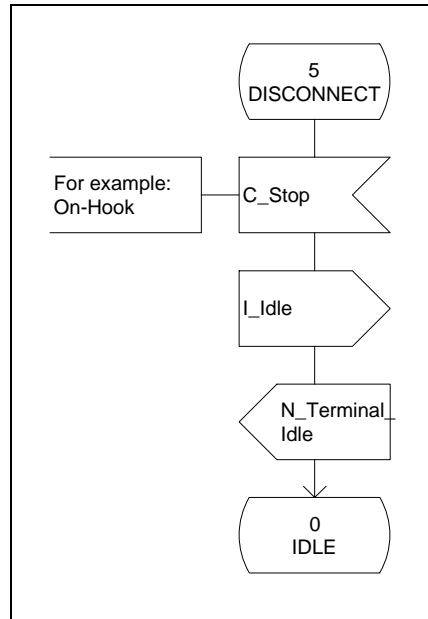 5
DISCONNECT
For example:
On-Hook
C_Stop
I_Idle
N_Terminal_
Idle
0
IDLE